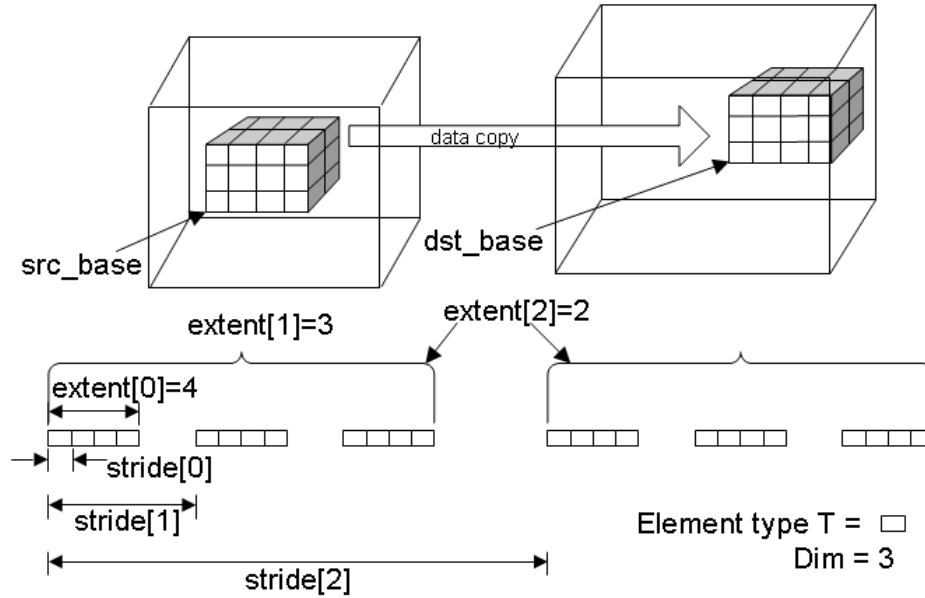 data copy
src_base
dst_base
extent[1]=3
extent[2]=2
extent[0]=4
stride[0]
stride[1]
Element type T =
Dim = 3
stride[2]